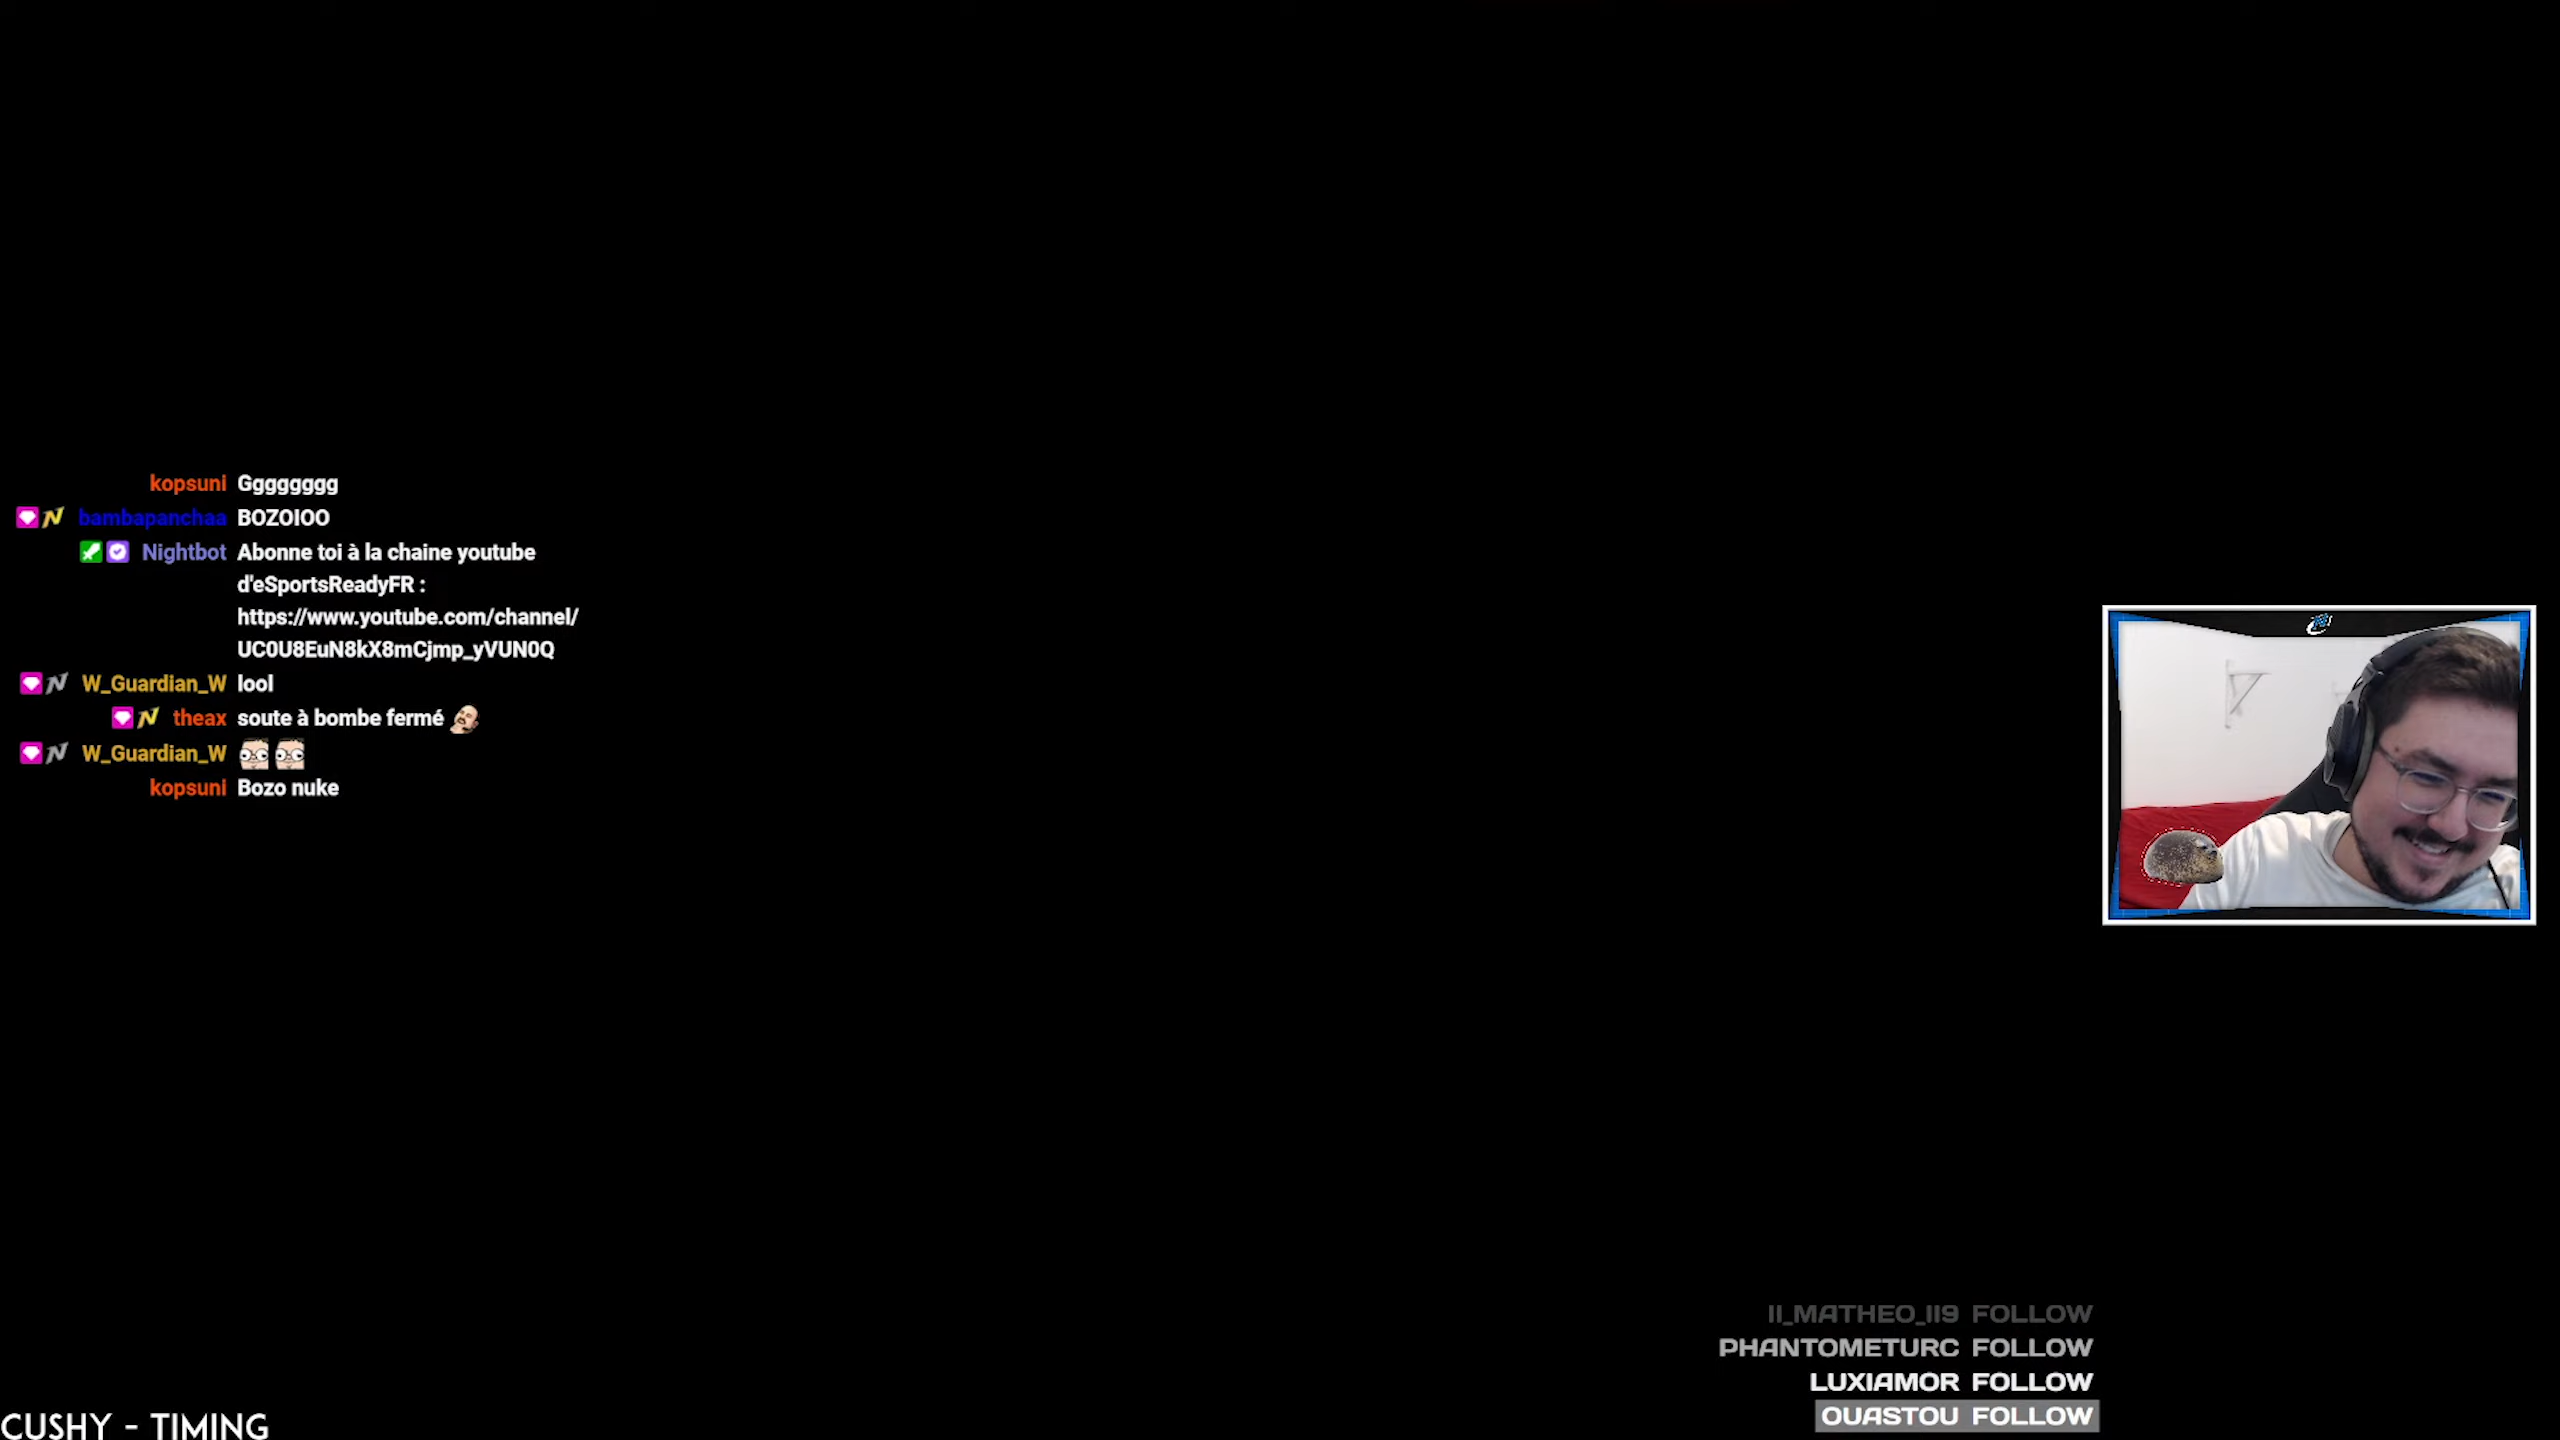 kopsuni Gggggggg
bambapanchaa BOZOIOO
Nightbot Abonne toi à la chaine youtube
d'eSportsReadyFR :
https://www.youtube.com/channel/
UC0U8EuN8kX8mCjmp_yVUN0Q
W_Guardian_W lool
theax soute à bombe fermé
W_Guardian_W
kopsuni Bozo nuke
II_MATHEO_II9 FOLLOW
PHANTOMETURC FOLLOW
LUXIAMOR FOLLOW
OUASTOU FOLLOW
CUSHY - TIMING